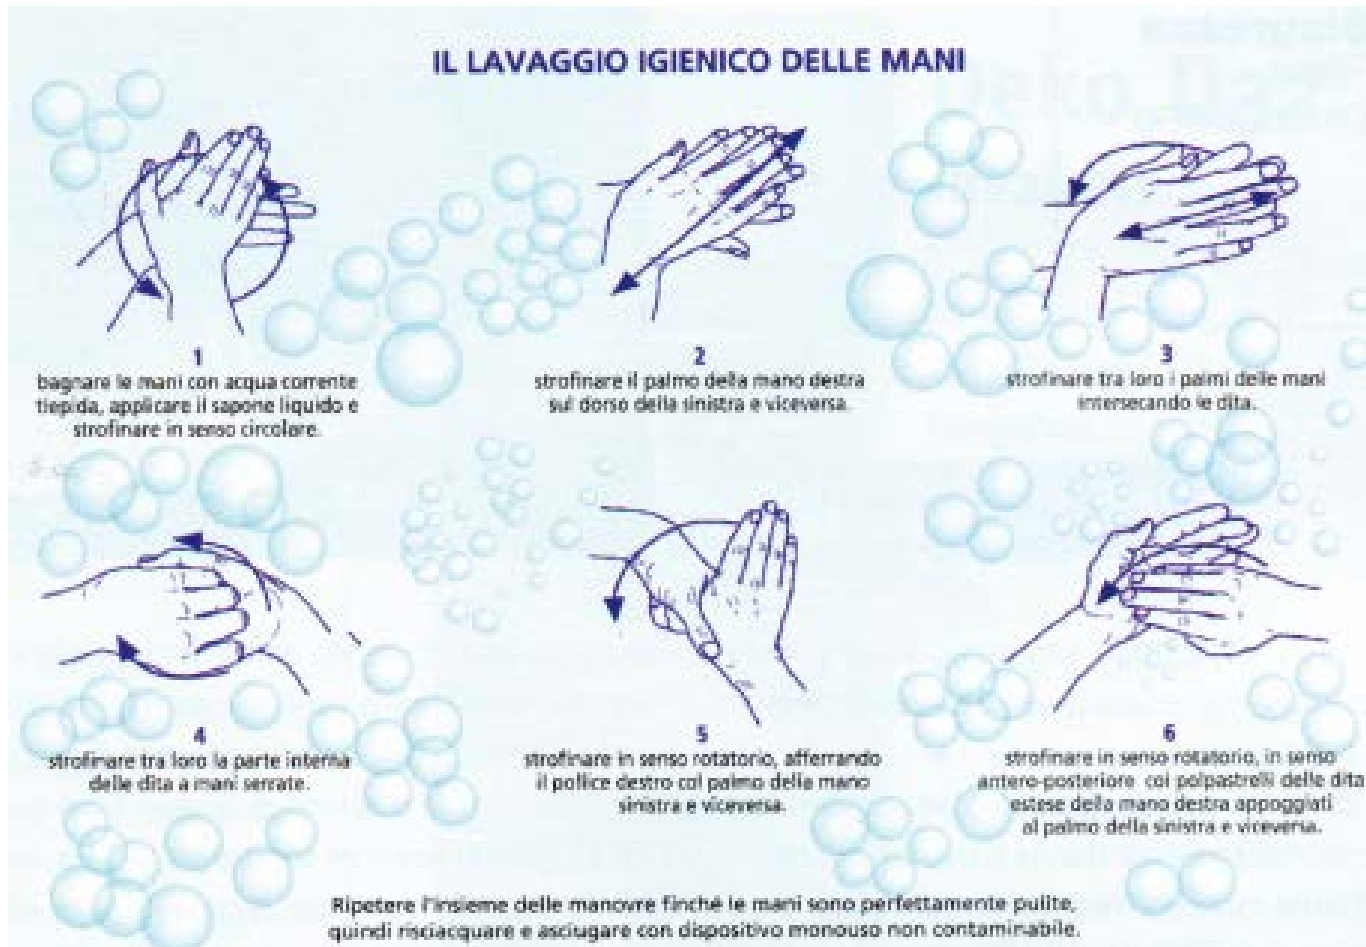 IL LAVAGGIO IGIENICO DELLE MANI
1
bagnare le mani con acqua corrente
tiepida, applicare il sapone liquido e
strofinare in senso circolare.
2
strofinare il palmo della mano destra
sul dorso della sinistra e viceversa.
3
strofinare tra loro i palmi delle mani
intersecando le dita.
4
strofinare tra loro la parte interna
delle dita a mani serrate.
5
strofinare in senso rotatorio, afferrando
il pollice destro col palmo della mano
sinistra e viceversa.
6
strofinare in senso rotatorio, in senso
antero-posteriore coi polpastrelli delle dita
estese della mano destra appoggiati
al palmo della sinistra e viceversa.
Ripetere l'insieme delle manovre finché le mani sono perfettamente pulite,
quindi risciacquare e asciugare con dispositivo monouso non contaminabile.